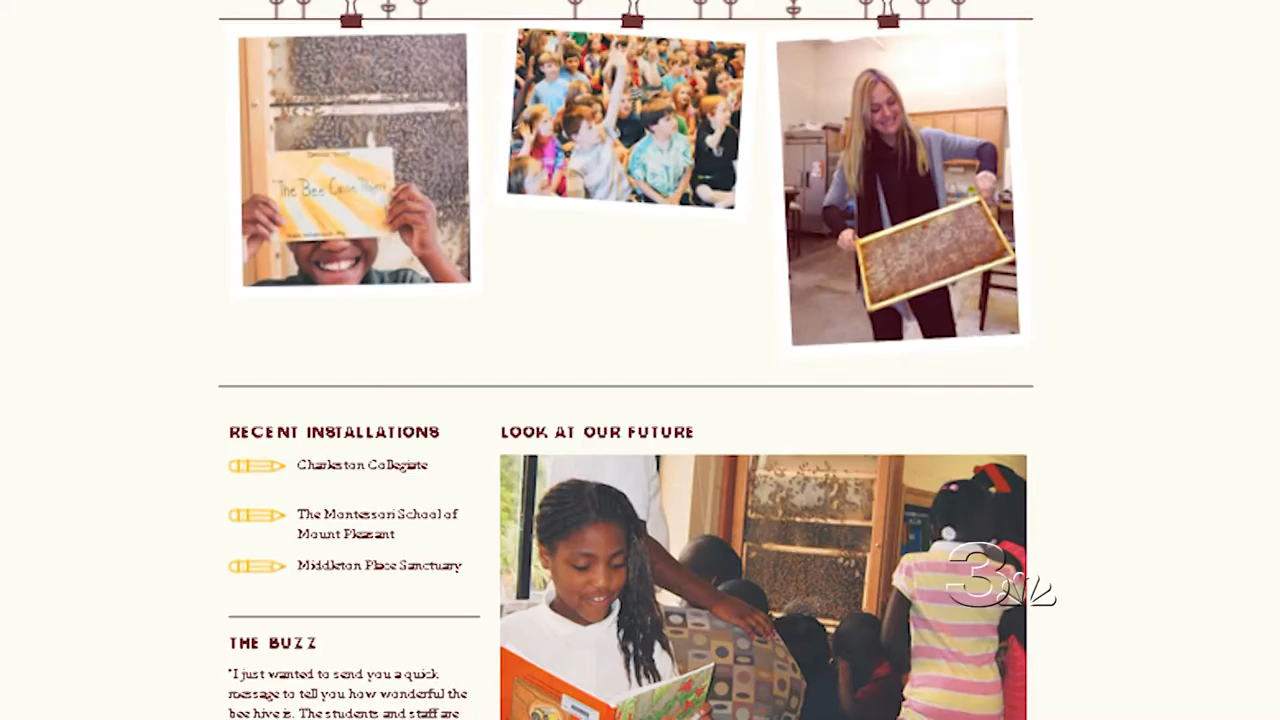 The Bee Cause
RECENT INSTALLATIONS
Charleston Collegiate
The Montessori School of
Mount Pleasant
Middleton Place Sanctuary
THE BUZZ
"I just wanted to send you a quick
message to tell you how wonderful the
bee hive is. The students and staff are
LOOK AT OUR FUTURE
3